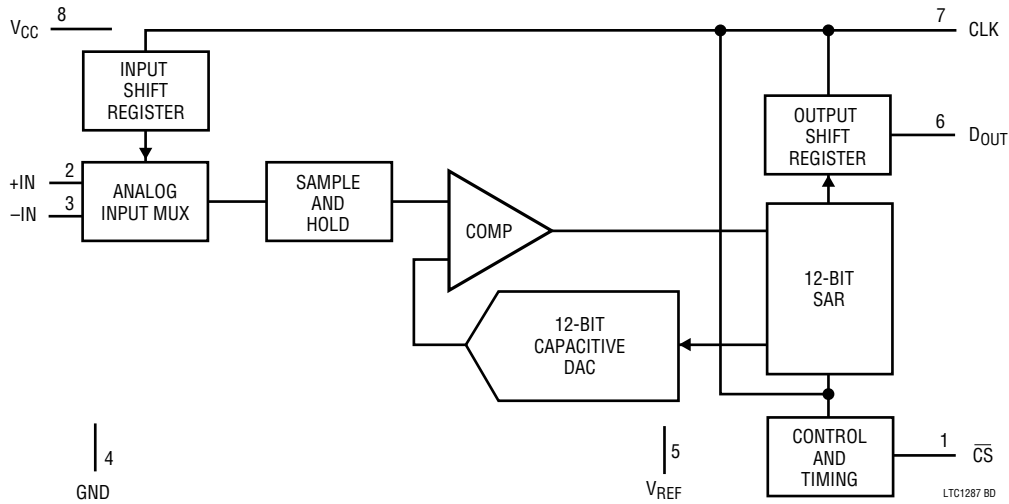 8
VCC
7
CLK
INPUT
SHIFT
REGISTER
OUTPUT
SHIFT
REGISTER
6
DOUT
2
+IN
3
–IN
ANALOG
INPUT MUX
SAMPLE
AND
HOLD
COMP
12-BIT
SAR
12-BIT
CAPACITIVE
DAC
4
GND
5
VREF
CONTROL
AND
TIMING
1
C̅S̅
LTC1287 BD